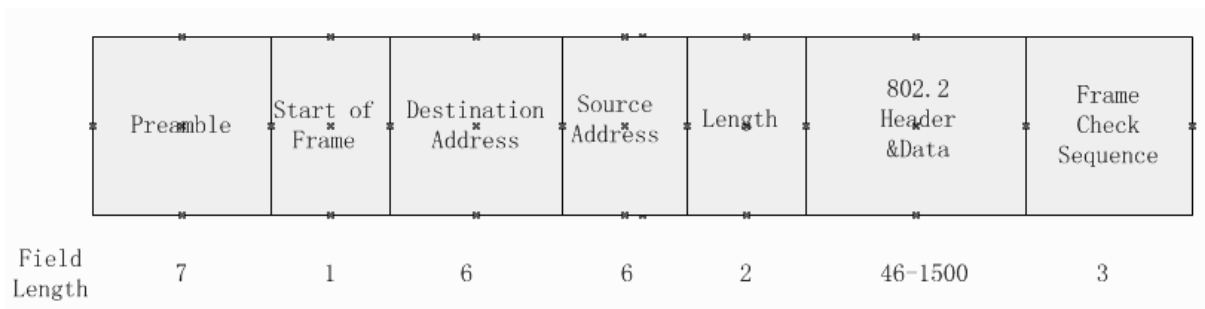 Preamble
Start of
Frame
Destination
Address
Source
Address
Length
802.2
Header
&Data
Frame
Check
Sequence
Field
Length
7
1
6
6
2
46-1500
3